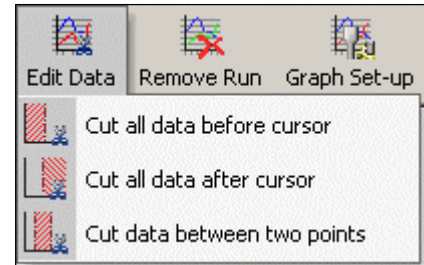 Edit Data Remove Run Graph Set-up
Cut all data before cursor
Cut all data after cursor
Cut data between two points